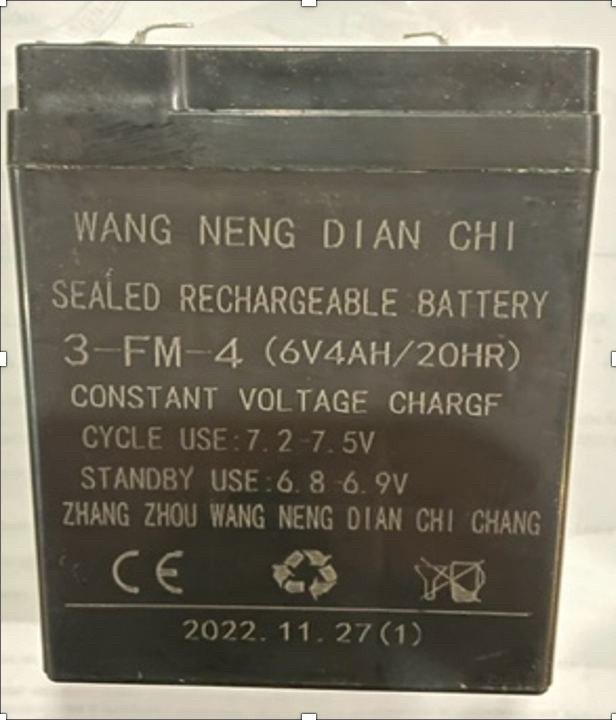 WANG NENG DIAN CHI
SEALED RECHARGEABLE BATTERY
3-FM-4 (6V4AH/20HR)
CONSTANT VOLTAGE CHARGF
CYCLE USE:7.2-7.5V
STANDBY USE:6.8-6.9V
ZHANG ZHOU WANG NENG DIAN CHI CHANG
CE
2022.11.27(1)